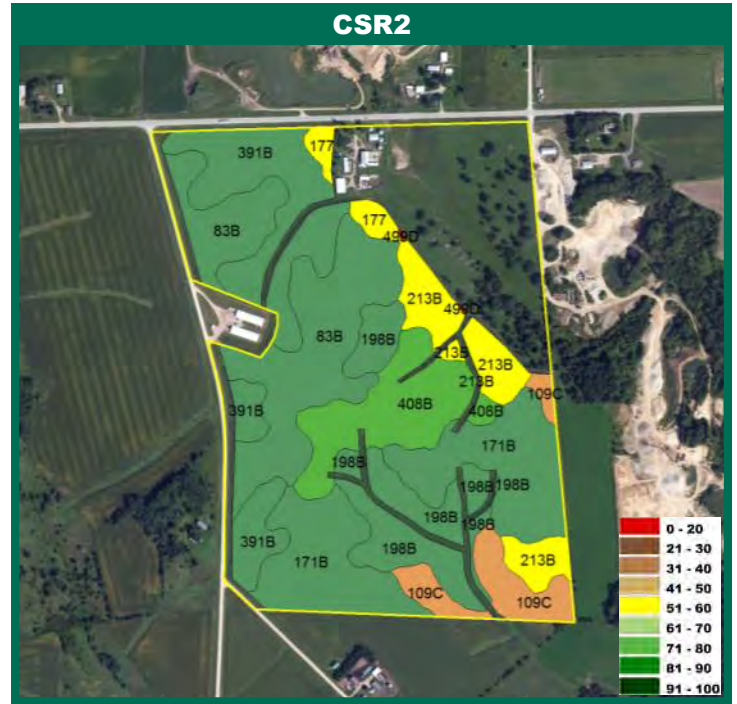 CSR2
391B
177
83B
177
499D
213B
499D
83B
198B
213B
213B
213B
109C
391B
408B
408B
171B
198B
198B
198B
198B
198B
391B
171B
198B
213B
109C
109C
0 - 20
21 - 30
31 - 40
41 - 50
51 - 60
61 - 70
71 - 80
81 - 90
91 - 100